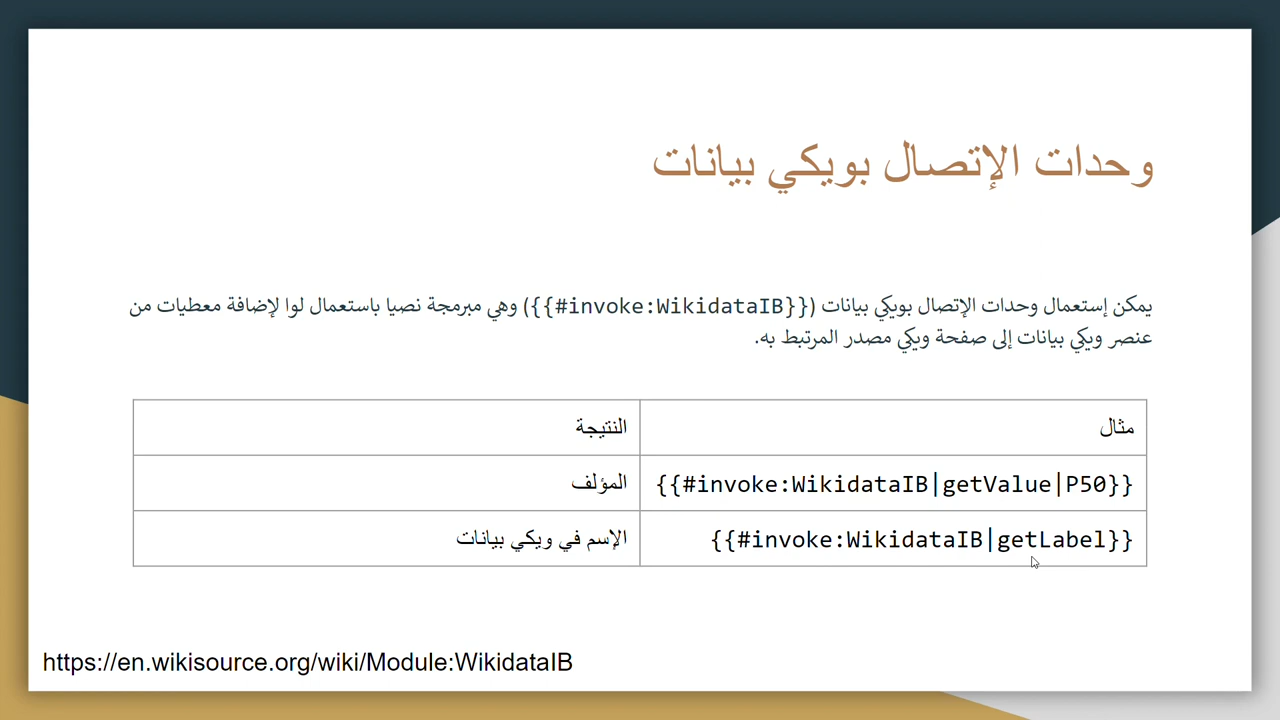 وحدات الإتصال بويكي بيانات
يمكن إستعمال وحدات الإتصال بويكي بيانات ({{#invoke:WikidataIB}}) وهي مبرمجة نصيا باستعمال لوا لإضافة معطيات من
عنصر ويكي بيانات إلى صفحة ويكي مصدر المرتبط به.
مثال
النتيجة
{{#invoke:WikidataIB|getValue|P50}}
المؤلف
{{#invoke:WikidataIB|getLabel}}
الإسم في ويكي بيانات
https://en.wikisource.org/wiki/Module:WikidataIB